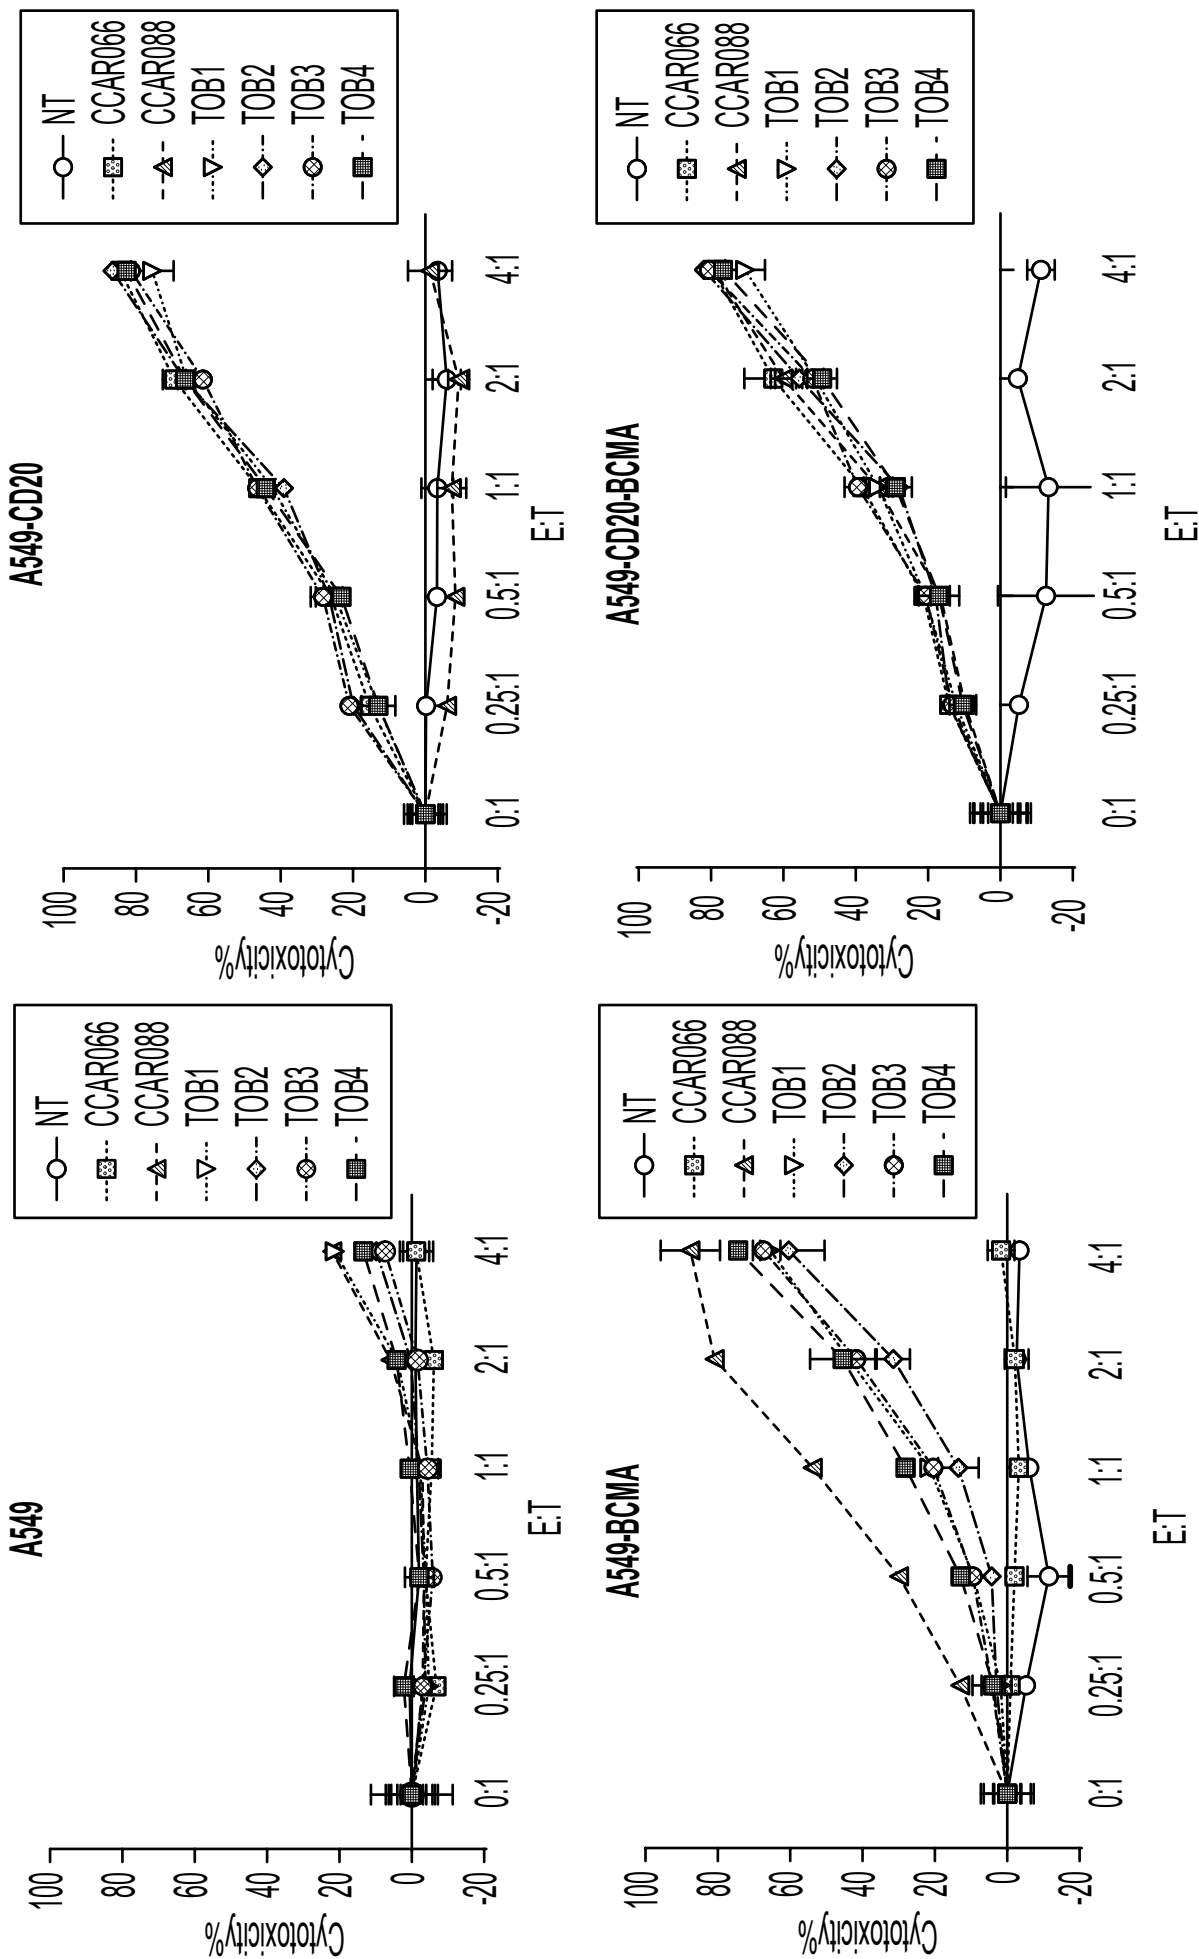 A549
Cytotoxicity%
100
80
60
40
20
0
-20
0:1
0.25:1
0.5:1
1:1
2:1
4:1
E:T
NT
CCAR066
CCAR088
TOB1
TOB2
TOB3
TOB4
A549-CD20
Cytotoxicity%
100
80
60
40
20
0
-20
0:1
0.25:1
0.5:1
1:1
2:1
4:1
E:T
NT
CCAR066
CCAR088
TOB1
TOB2
TOB3
TOB4
A549-BCMA
Cytotoxicity%
100
80
60
40
20
0
-20
0:1
0.25:1
0.5:1
1:1
2:1
4:1
E:T
NT
CCAR066
CCAR088
TOB1
TOB2
TOB3
TOB4
A549-CD20-BCMA
Cytotoxicity%
100
80
60
40
20
0
-20
0:1
0.25:1
0.5:1
1:1
2:1
4:1
E:T
NT
CCAR066
CCAR088
TOB1
TOB2
TOB3
TOB4